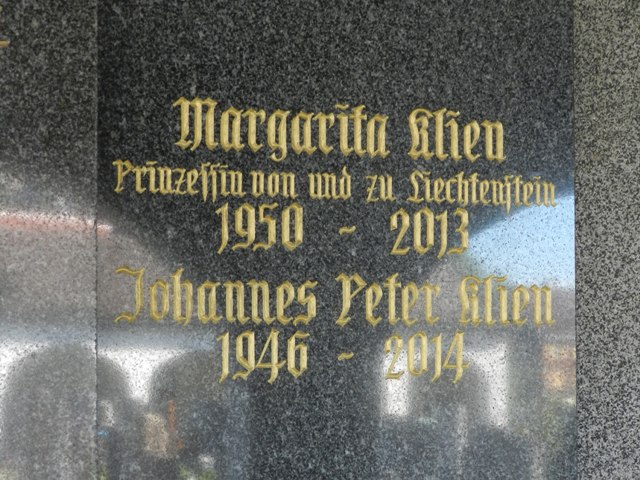 Margarita Klien
Prinzessin von und zu Liechtenstein
1950 - 2013
Johannes Peter Klien
1946 - 2014